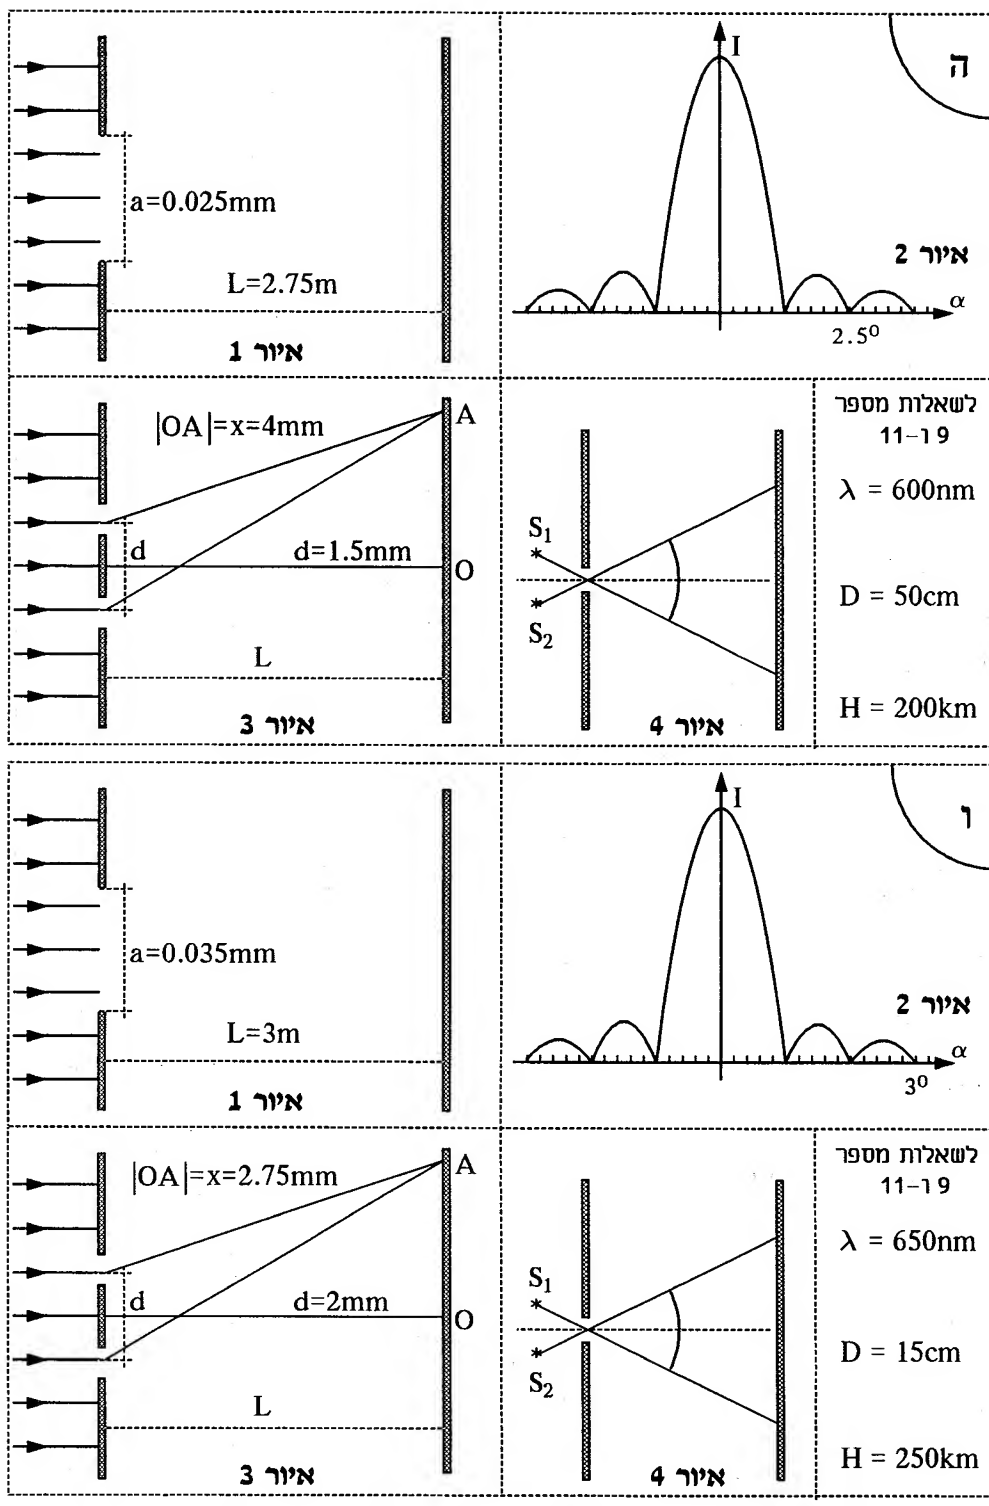 ה
a=0.025mm
L=2.75m
איור 1
I
איור 2
α
2.5⁰
|OA|=x=4mm
A
d
d=1.5mm
O
L
איור 3
S₁
S₂
איור 4
לשאלות מספר
9 ו-11
λ = 600nm
D = 50cm
H = 200km
ו
a=0.035mm
L=3m
איור 1
I
איור 2
α
3⁰
|OA|=x=2.75mm
A
d
d=2mm
O
L
איור 3
S₁
S₂
איור 4
לשאלות מספר
9 ו-11
λ = 650nm
D = 15cm
H = 250km